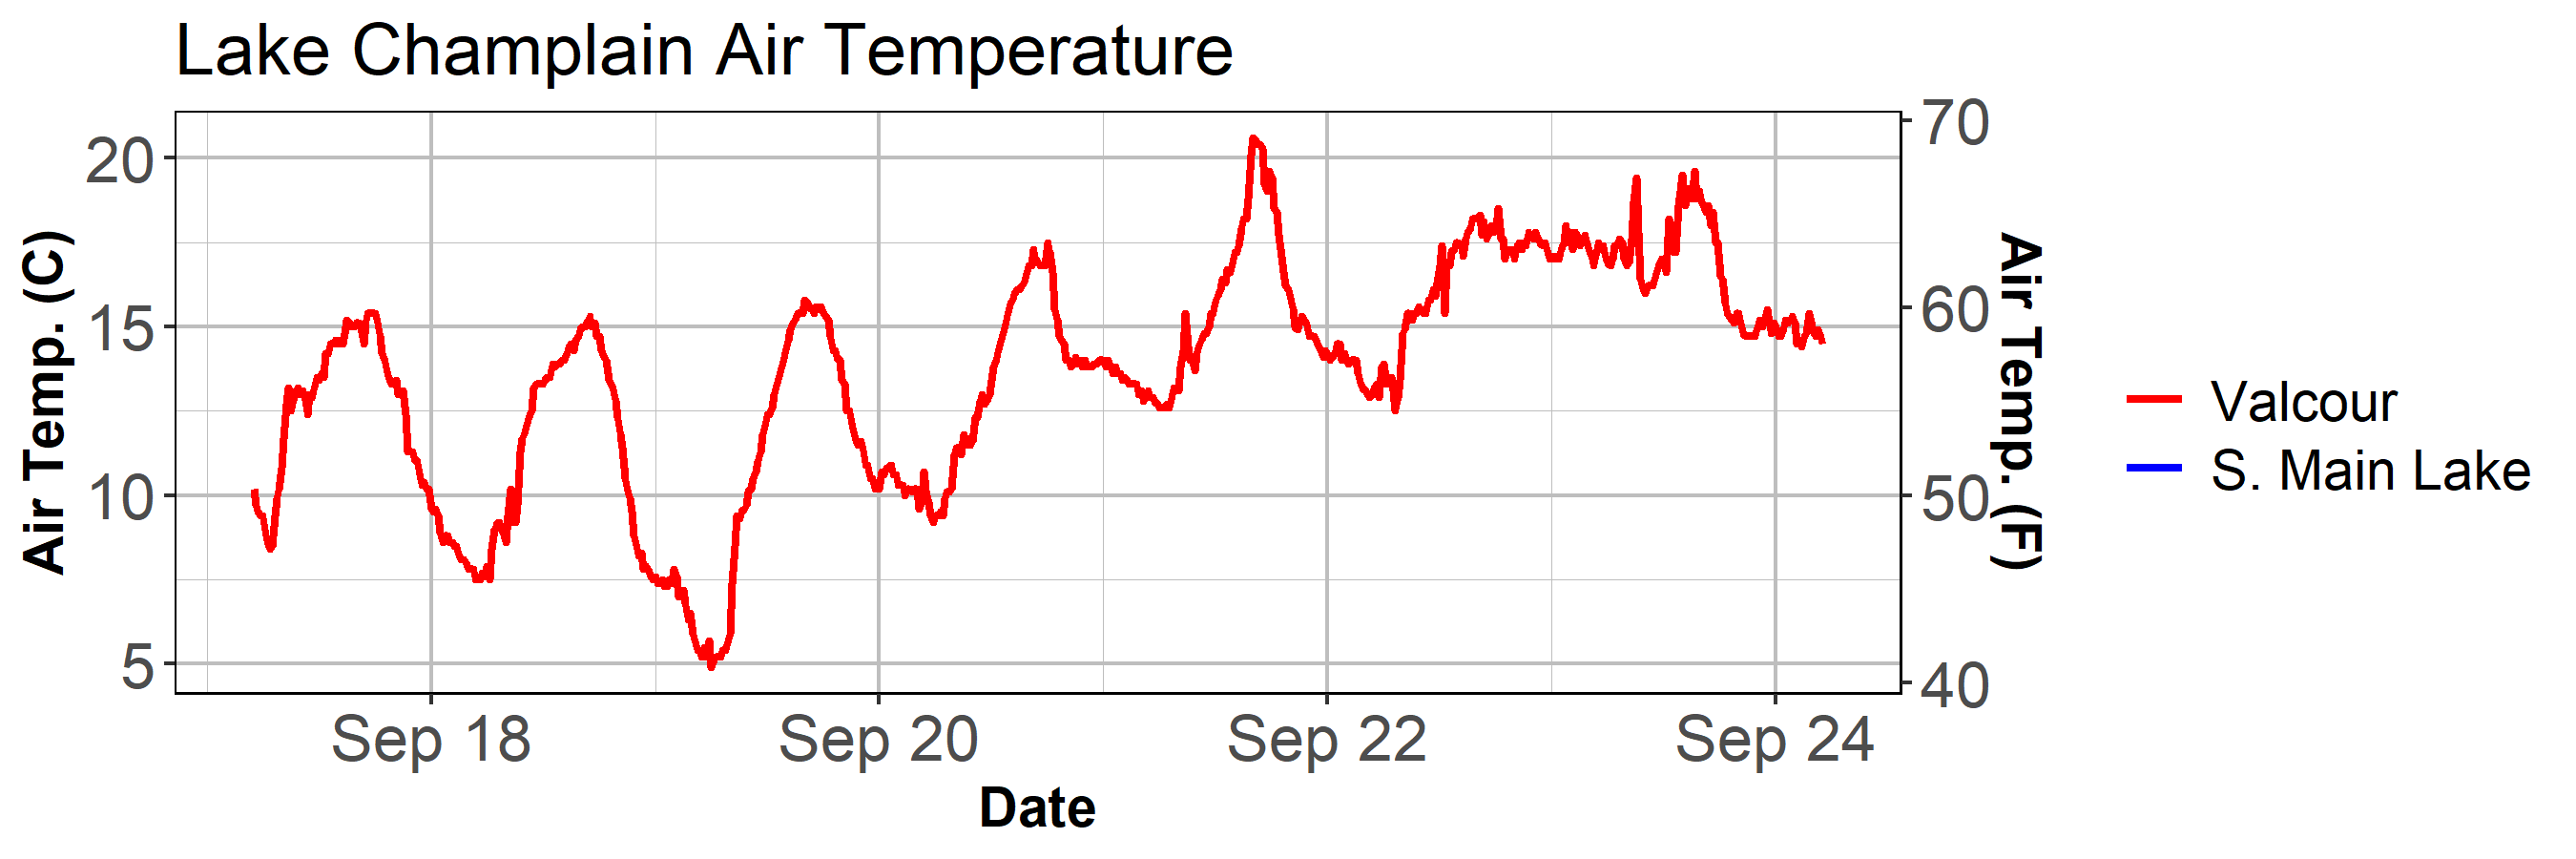 Lake Champlain Air Temperature
Air Temp. (C)
20
15
10
5
70
60
50
40
Air Temp. (F)
Sep 18
Sep 20
Sep 22
Sep 24
Date
Valcour
S. Main Lake